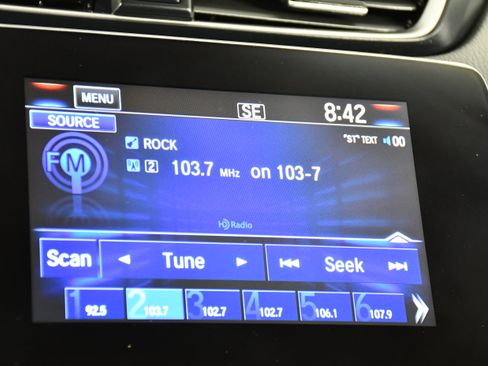 MENU SE 8:42
SOURCE
"ST" TEXT 00
FM ROCK
2 103.7 MHz on 103-7
HD Radio
Scan Tune Seek
1 2 3 4 5 6
92.5 103.7 102.7 102.7 106.1 107.9